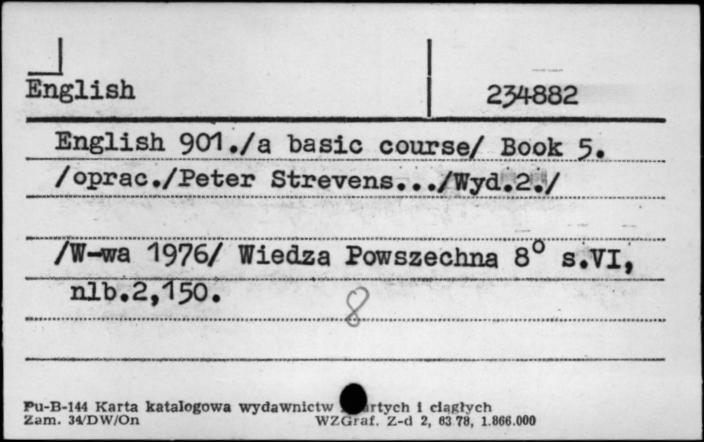 English 234882
English 901./a basic course/ Book 5.
/oprac./Peter Strevens.../Wyd.2./
/W-wa 1976/ Wiedza Powszechna 8° s.VI,
nlb.2,150.
8
Pu-B-144 Karta katalogowa wydawnictw i ciągłych
Zam. 34/DW/On WZGraf. Z-d 2, 63.78, 1.866.000